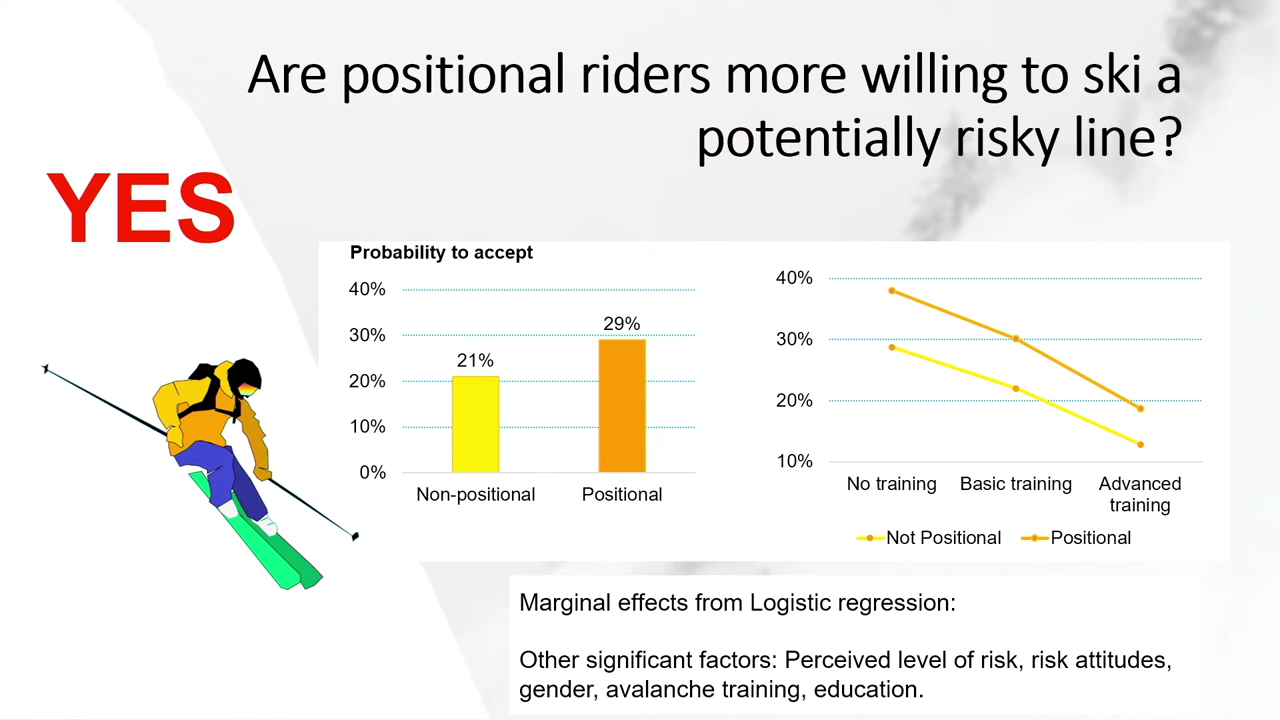 Are positional riders more willing to ski a
potentially risky line?
YES
Probability to accept
40%
30%
20%
10%
0%
21%
29%
Non-positional
Positional
40%
30%
20%
10%
No training
Basic training
Advanced
training
Not Positional
Positional
Marginal effects from Logistic regression:
Other significant factors: Perceived level of risk, risk attitudes,
gender, avalanche training, education.